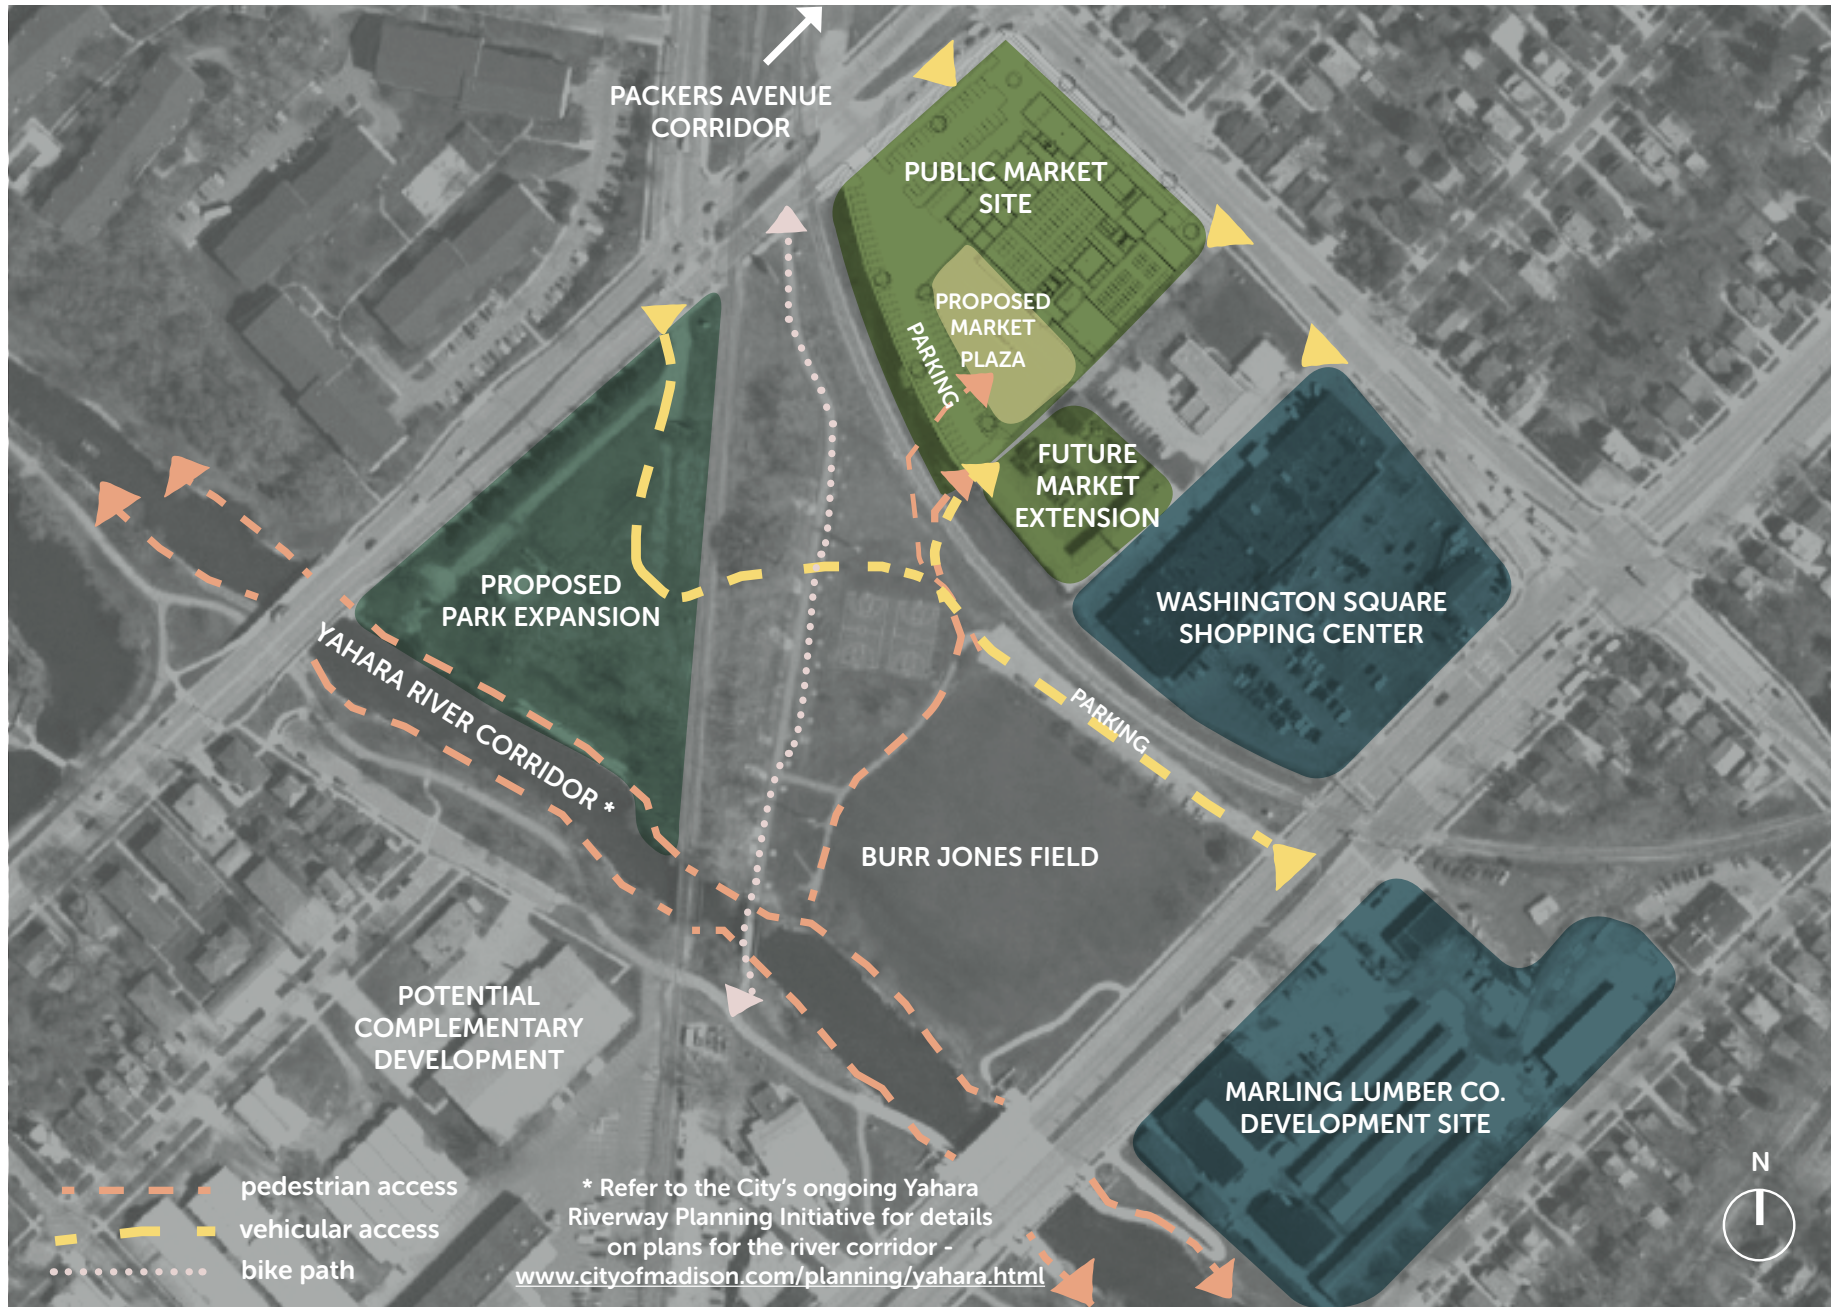 PACKERS AVENUE
CORRIDOR
PUBLIC MARKET
SITE
PROPOSED
MARKET
PLAZA
PARKING
FUTURE
MARKET
EXTENSION
PROPOSED
PARK EXPANSION
WASHINGTON SQUARE
SHOPPING CENTER
YAHARA RIVER CORRIDOR *
PARKING
BURR JONES FIELD
POTENTIAL
COMPLEMENTARY
DEVELOPMENT
MARLING LUMBER CO.
DEVELOPMENT SITE
N
pedestrian access
vehicular access
bike path
* Refer to the City's ongoing Yahara
Riverway Planning Initiative for details
on plans for the river corridor -
www.cityofmadison.com/planning/yahara.html